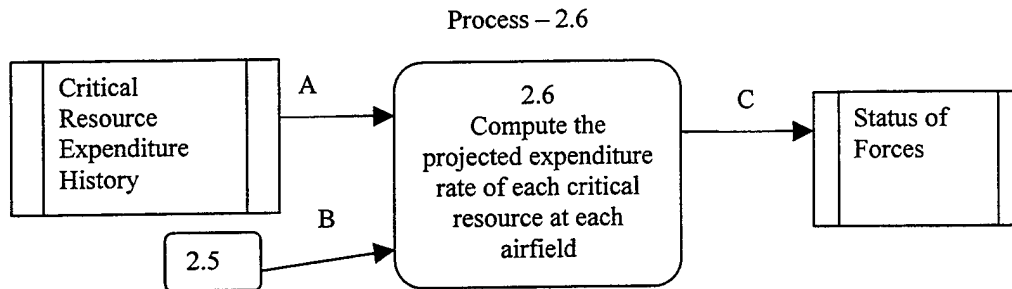 Process – 2.6
Critical
Resource
Expenditure
History
A
B
2.5
2.6
Compute the
projected expenditure
rate of each critical
resource at each
airfield
C
Status of
Forces